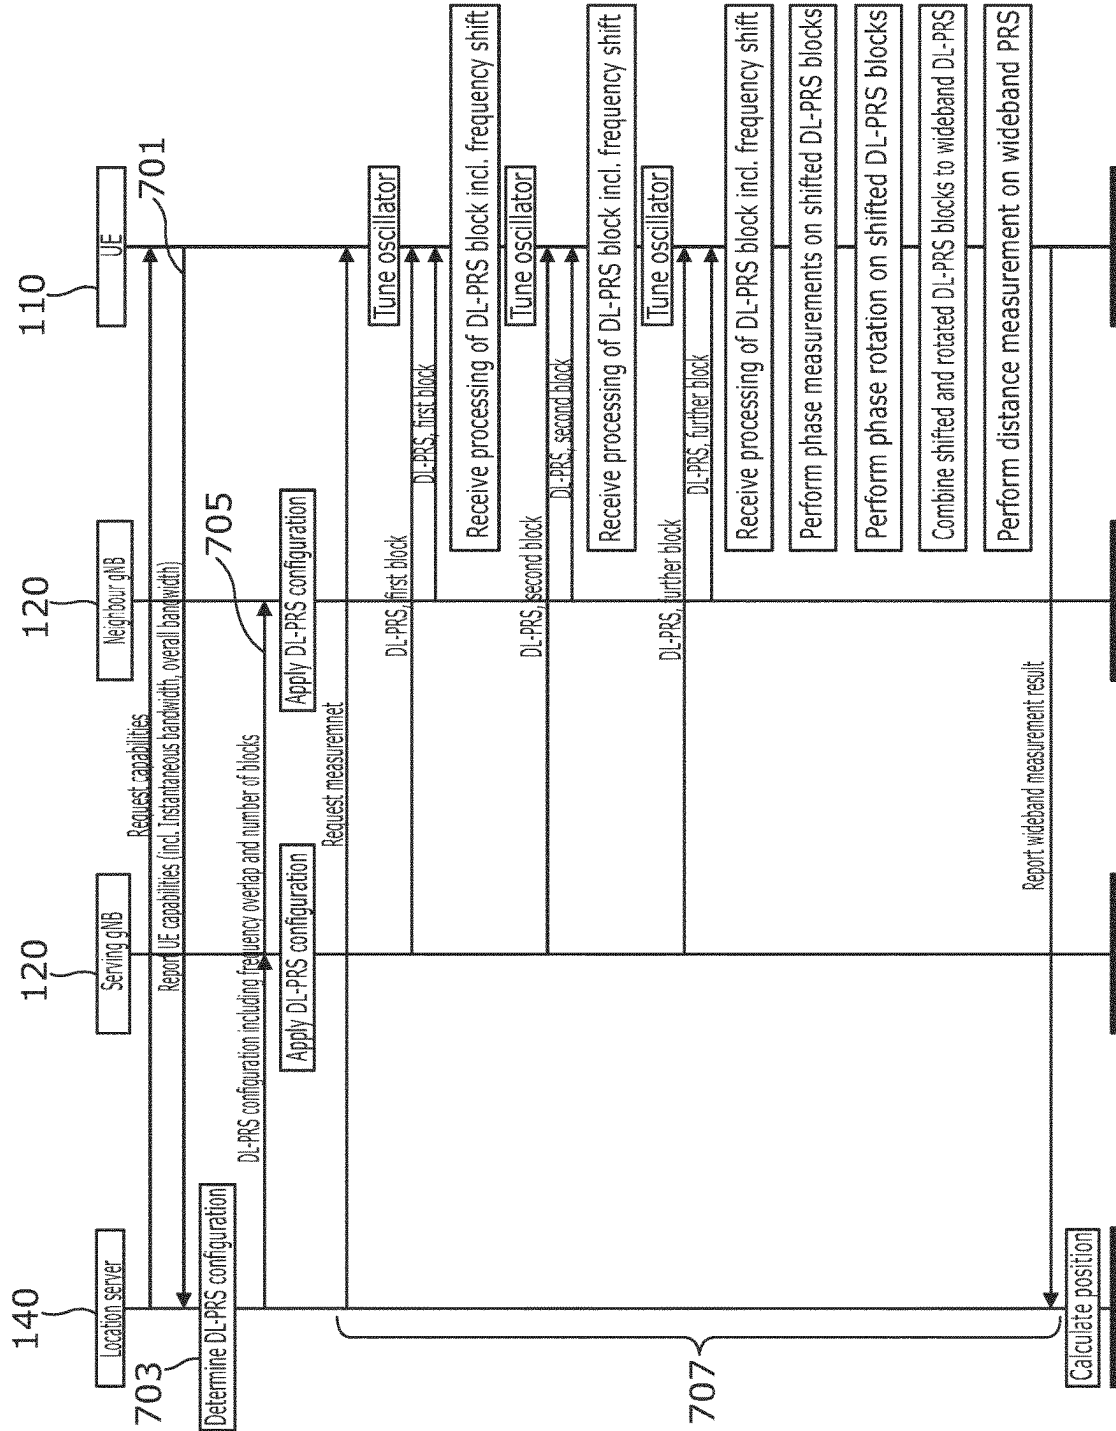 140
120
120
110
Location server
Serving gNB
Neighbour gNB
UE
Request capabilities
701
Report UE capabilities (incl. Instantaneous bandwidth, overall bandwidth)
703
Determine DL-PRS configuration
705
DL-PRS configuration including frequency overlap and number of blocks
Apply DL-PRS configuration
Apply DL-PRS configuration
Request measuremnet
707
Tune oscillator
DL-PRS, first block
DL-PRS, first block
Receive processing of DL-PRS block incl. frequency shift
Tune oscillator
DL-PRS, second block
DL-PRS, second block
Receive processing of DL-PRS block incl. frequency shift
Tune oscillator
DL-PRS, further block
DL-PRS, further block
Receive processing of DL-PRS block incl. frequency shift
Perform phase measurements on shifted DL-PRS blocks
Perform phase rotation on shifted DL-PRS blocks
Combine shifted and rotated DL-PRS blocks to wideband DL-PRS
Perform distance measurement on wideband PRS
Report wideband measurement result
Calculate position